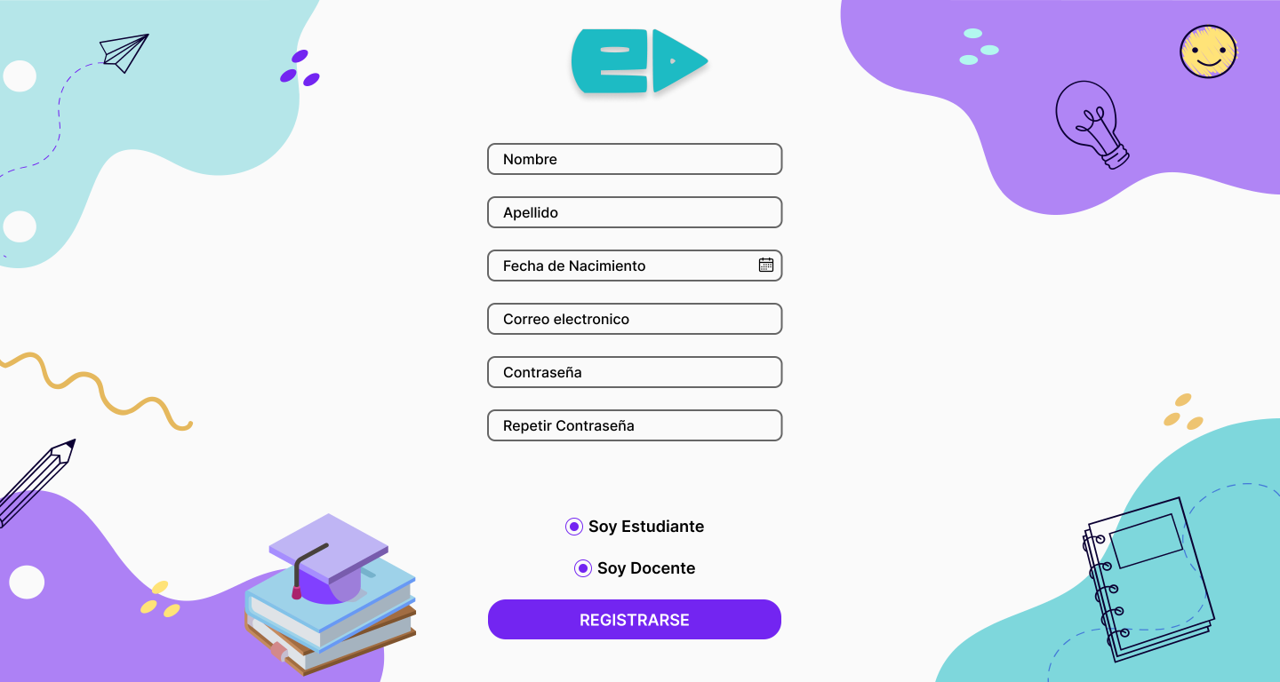 Nombre
Apellido
Fecha de Nacimiento
Correo electronico
Contraseña
Repetir Contraseña
Soy Estudiante
Soy Docente
REGISTRARSE